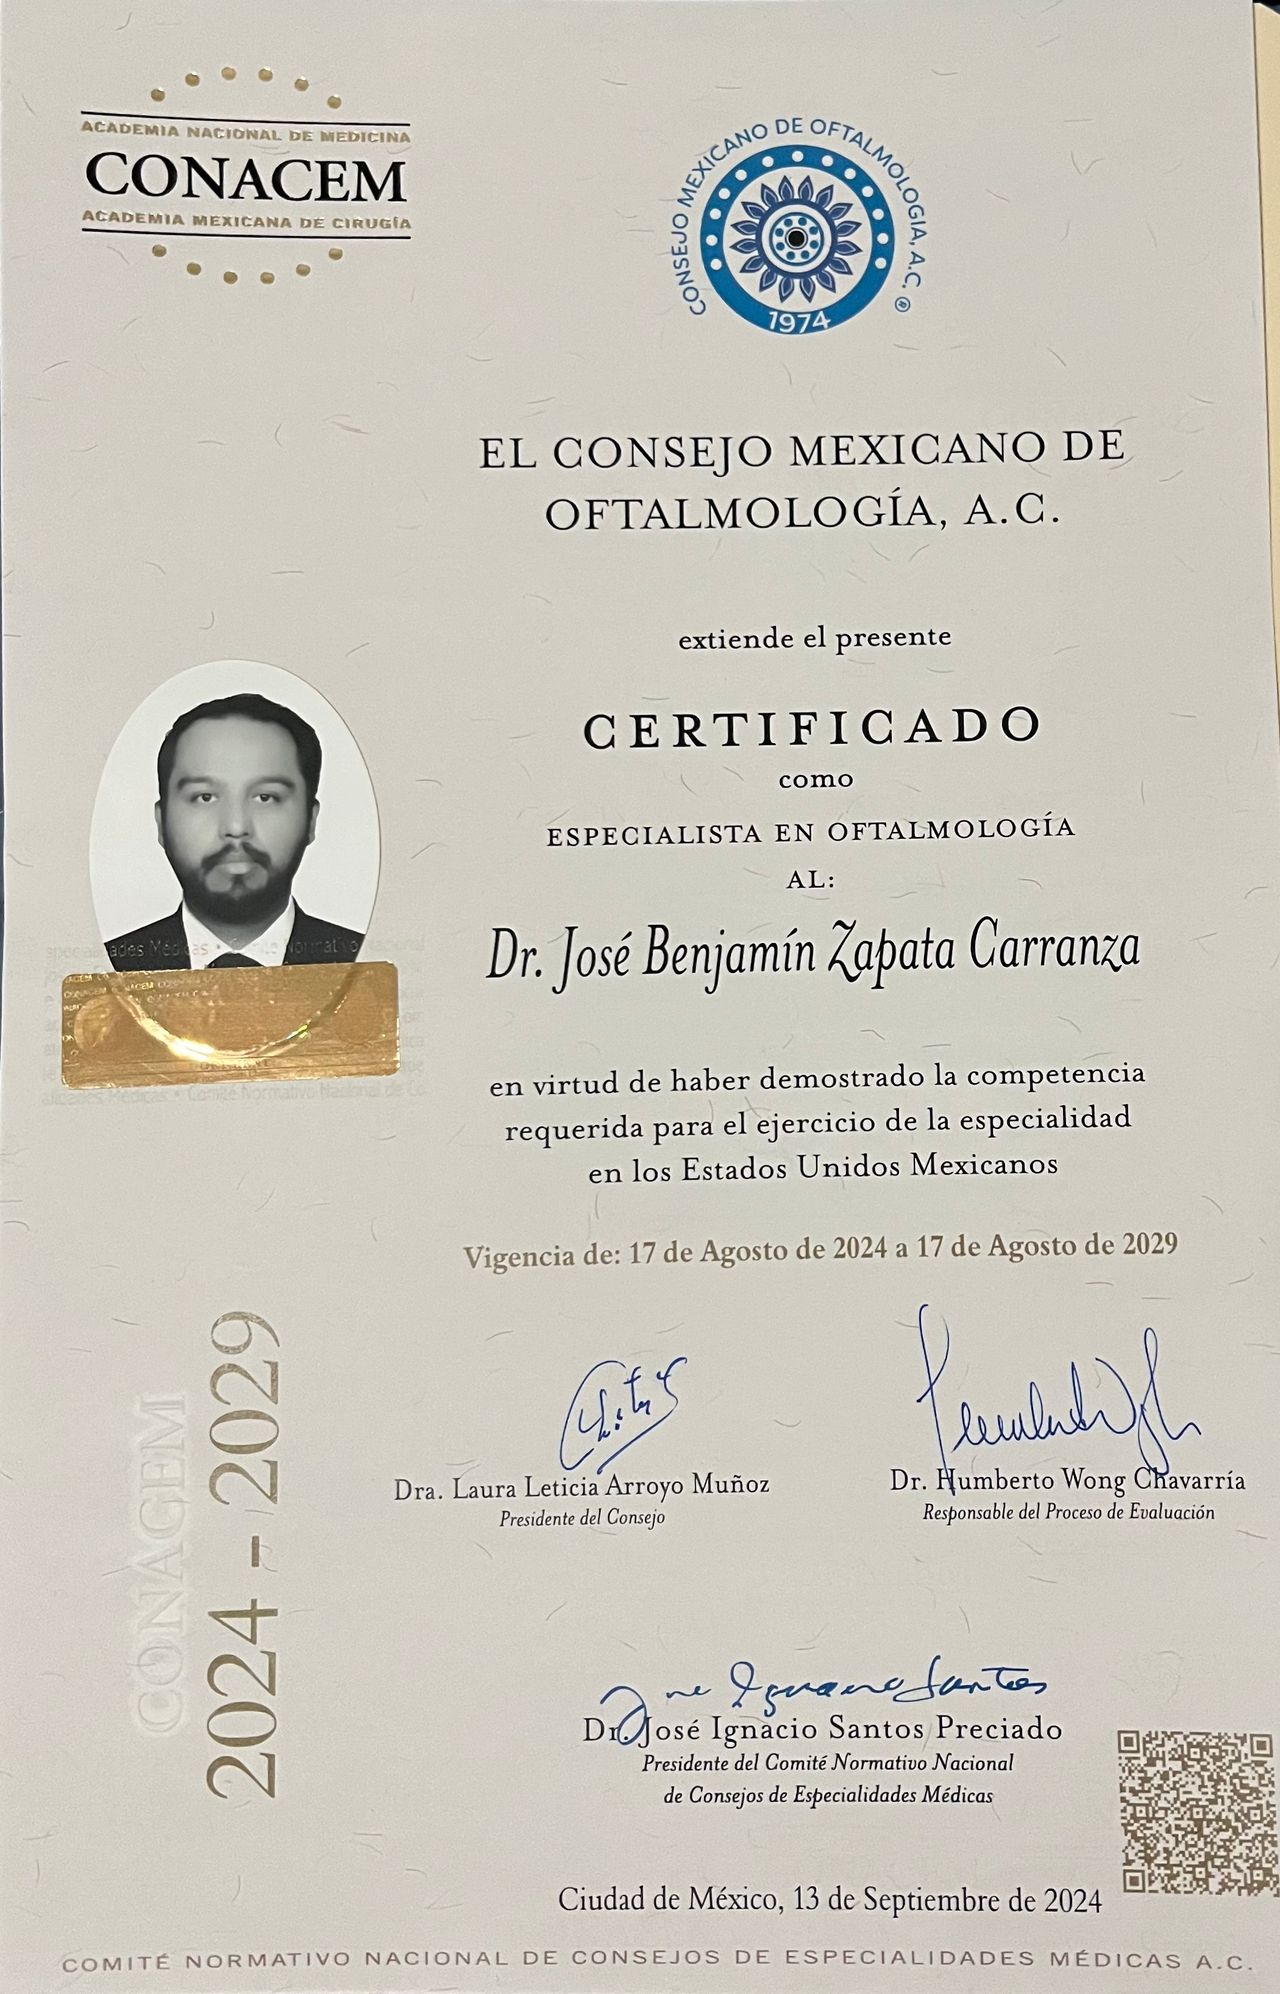 ACADEMIA NACIONAL DE MEDICINA
CONACEM
ACADEMIA MEXICANA DE CIRUGÍA
CONSEJO MEXICANO DE OFTALMOLOGIA, A.C. ®
1974
EL CONSEJO MEXICANO DE
OFTALMOLOGÍA, A.C.
extiende el presente
CERTIFICADO
como
ESPECIALISTA EN OFTALMOLOGÍA
AL:
Dr. José Benjamín Zapata Carranza
en virtud de haber demostrado la competencia
requerida para el ejercicio de la especialidad
en los Estados Unidos Mexicanos
Vigencia de: 17 de Agosto de 2024 a 17 de Agosto de 2029
CONACEM
2024 - 2029
Dra. Laura Leticia Arroyo Muñoz
Presidente del Consejo
Dr. Humberto Wong Chavarría
Responsable del Proceso de Evaluación
Dr. José Ignacio Santos Preciado
Presidente del Comité Normativo Nacional
de Consejos de Especialidades Médicas
Ciudad de México, 13 de Septiembre de 2024
COMITÉ NORMATIVO NACIONAL DE CONSEJOS DE ESPECIALIDADES MÉDICAS A.C.